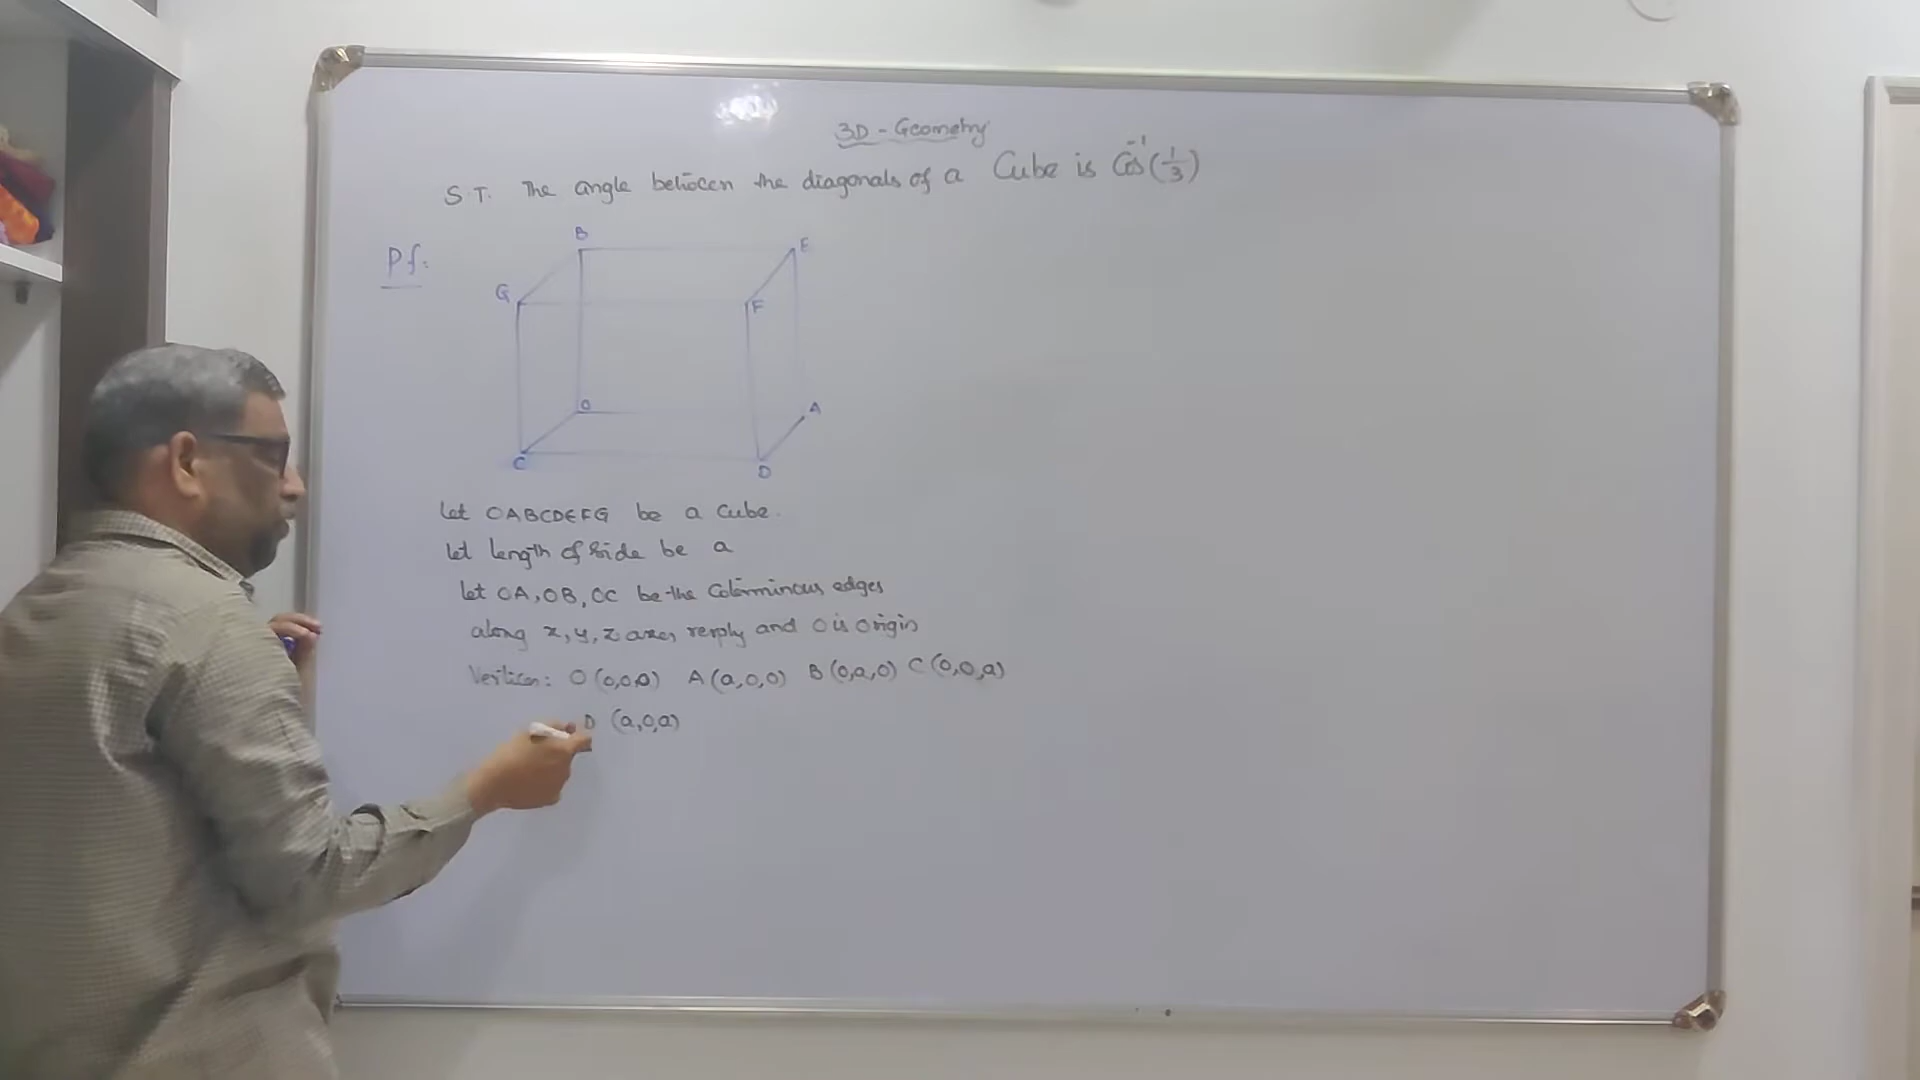 3D - Geometry
S.T. The angle between the diagonals of a Cube is Cos⁻¹(1/3)
Pf:
B
E
G
F
O
A
C
D
Let OABCDEFG be a Cube.
Let length of side be a
Let OA, OB, OC be the Coterminous edges
along x, y, z axes resply and O is Origin
Vertices: O (0,0,0) A (a,0,0) B (0,a,0) C (0,0,a)
D (a,0,a)